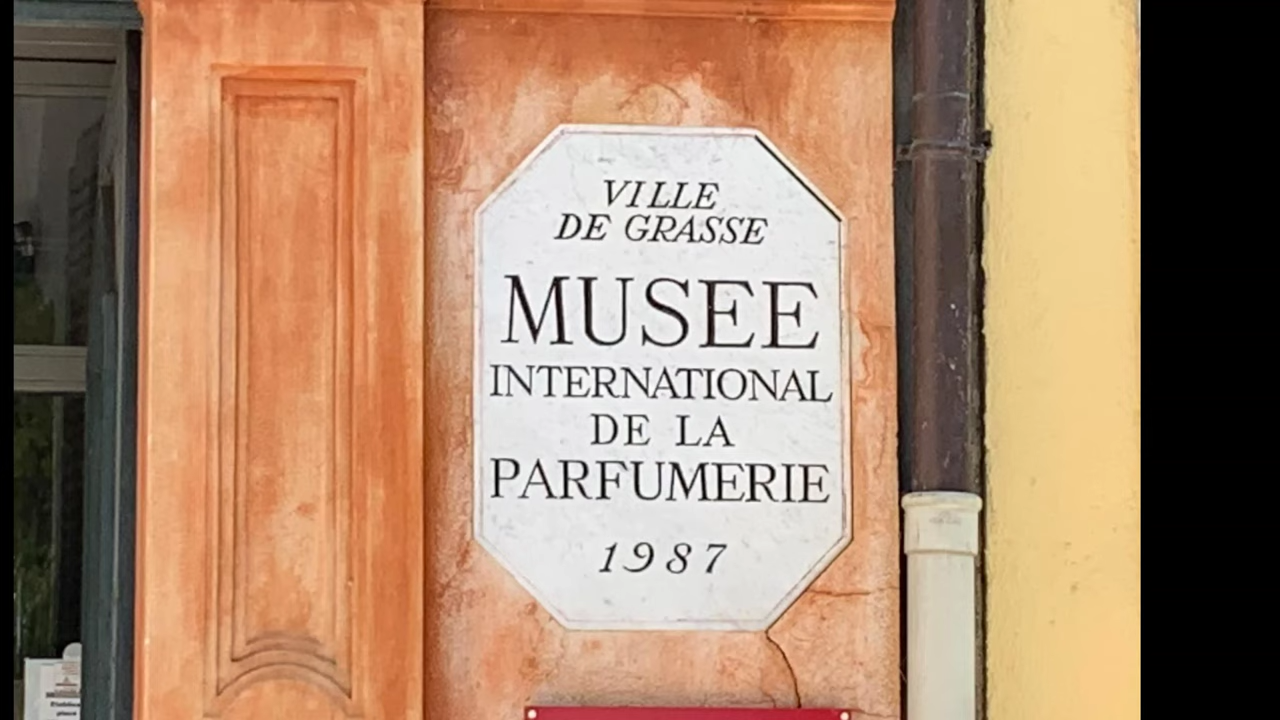 VILLE
DE GRASSE
MUSEE
INTERNATIONAL
DE LA
PARFUMERIE
1987